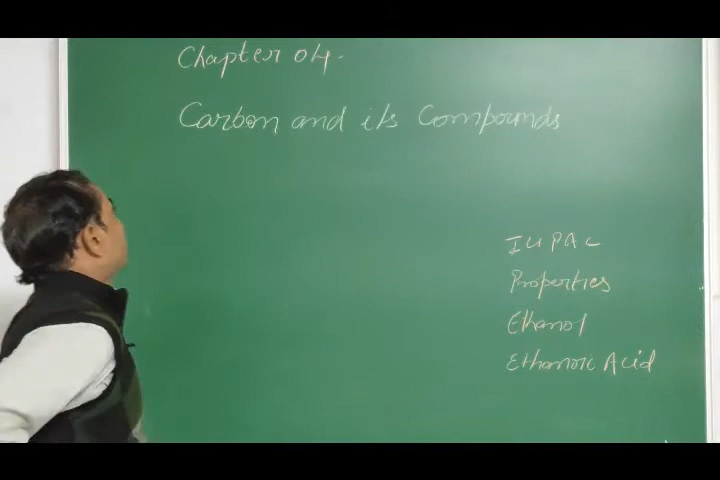 Chapter 04.
Carbon and its Compounds
IUPAC
Properties
Ethanol
Ethanoic Acid